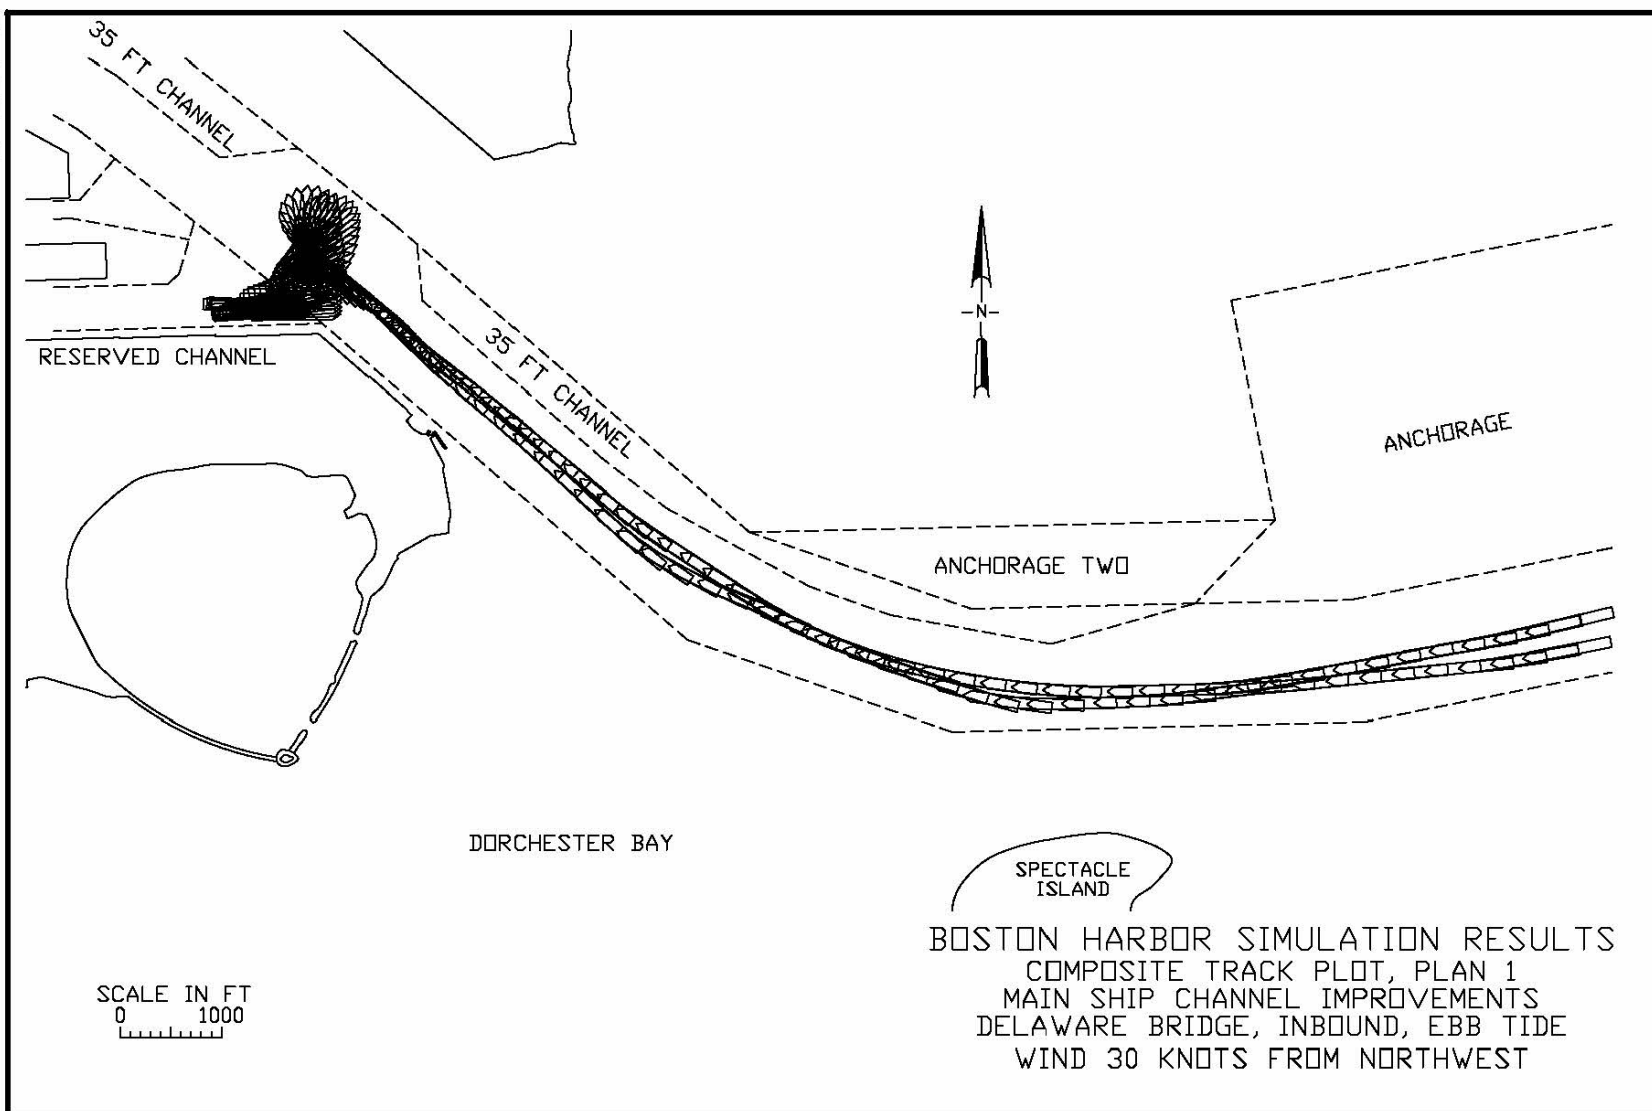 35 FT CHANNEL
-N-
RESERVED CHANNEL
35 FT CHANNEL
ANCHORAGE
ANCHORAGE TWO
DORCHESTER BAY
SPECTACLE
ISLAND
BOSTON HARBOR SIMULATION RESULTS
COMPOSITE TRACK PLOT, PLAN 1
MAIN SHIP CHANNEL IMPROVEMENTS
DELAWARE BRIDGE, INBOUND, EBB TIDE
WIND 30 KNOTS FROM NORTHWEST
SCALE IN FT
0 1000